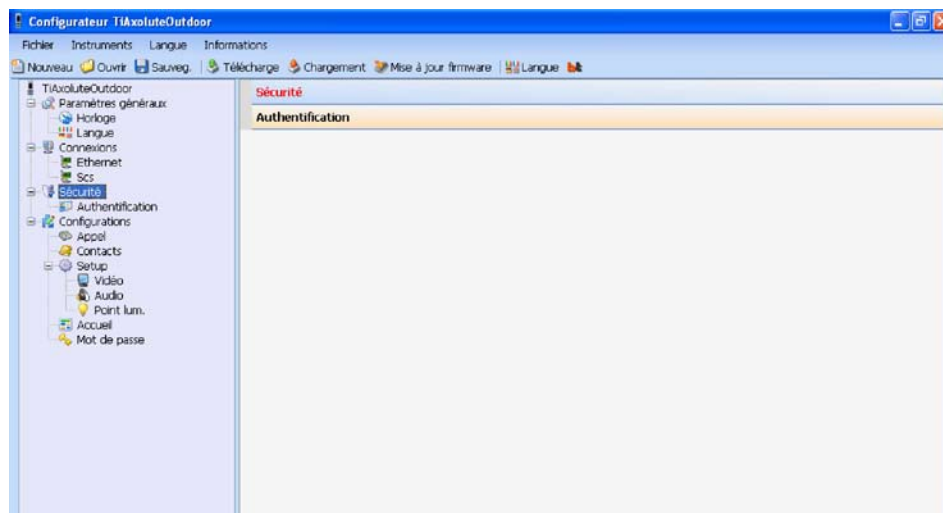 Configurateur TiAxoluteOutdoor
Fichier Instruments Langue Informations
Nouveau Ouvrir Sauveg. Télécharge Chargement Mise à jour firmware Langue
TiAxoluteOutdoor
Paramètres généraux
Horloge
Langue
Connexions
Ethernet
Scs
Sécurité
Authentification
Configurations
Appel
Contacts
Setup
Vidéo
Audio
Point lum.
Accueil
Mot de passe
Sécurité
Authentification